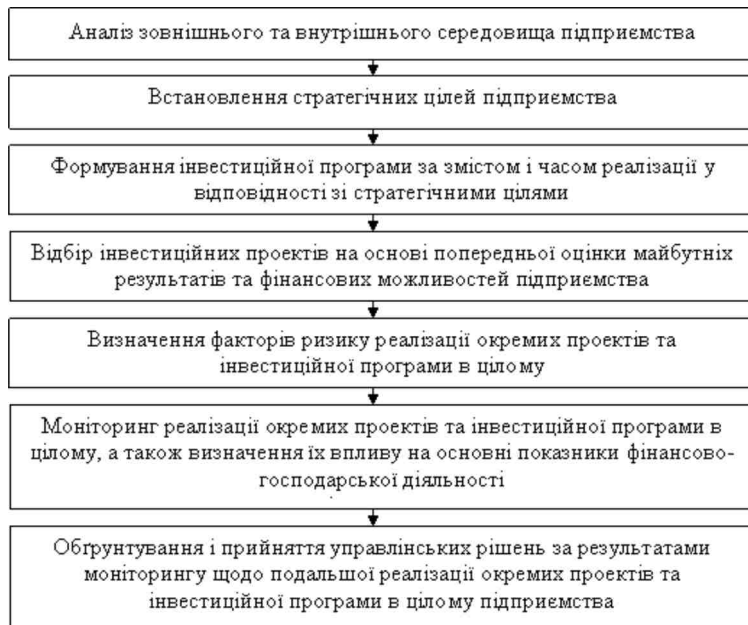 Аналіз зовнішнього та внутрішнього середовища підприємства
Встановлення стратегічних цілей підприємства
Формування інвестиційної програми за змістом і часом реалізації у
відповідності зі стратегічними цілями
Відбір інвестиційних проектів на основі попередньої оцінки майбутніх
результатів та фінансових можливостей підприємства
Визначення факторів ризику реалізації окремих проектів та
інвестиційної програми в цілому
Моніторинг реалізації окремих проектів та інвестиційної програми в
цілому, а також визначення їх впливу на основні показники фінансово-
господарської діяльності
Обґрунтування і прийняття управлінських рішень за результатами
моніторингу щодо подальшої реалізації окремих проектів та
інвестиційної програми в цілому підприємства